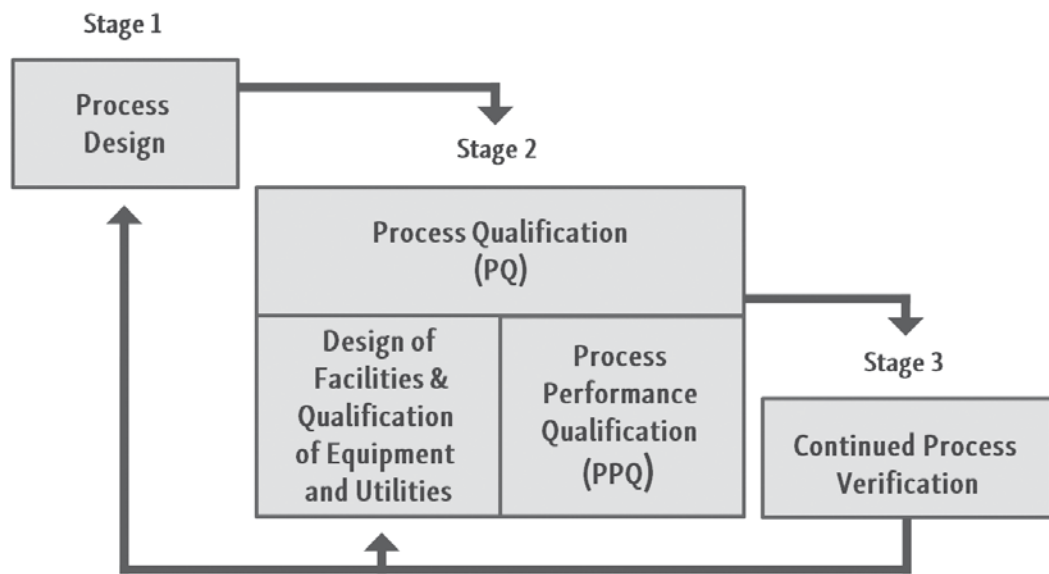 Stage 1
Process
Design
Stage 2
Process Qualification
(PQ)
Design of
Facilities &
Qualification
of Equipment
and Utilities
Process
Performance
Qualification
(PPQ)
Stage 3
Continued Process
Verification